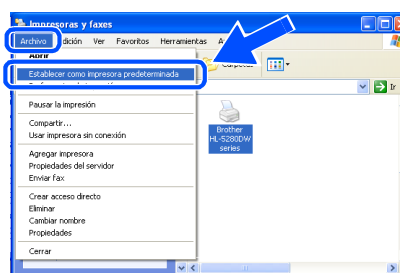 Impresoras y faxes
Archivo Edición Ver Favoritos Herramientas
Abrir
Carpetas
Establecer como impresora predeterminada
Ir
Pausar la impresión
Compartir...
Usar impresora sin conexión
Brother
HL-5280DW
series
Agregar impresora
Propiedades del servidor
Enviar fax
Crear acceso directo
Eliminar
Cambiar nombre
Propiedades
Cerrar